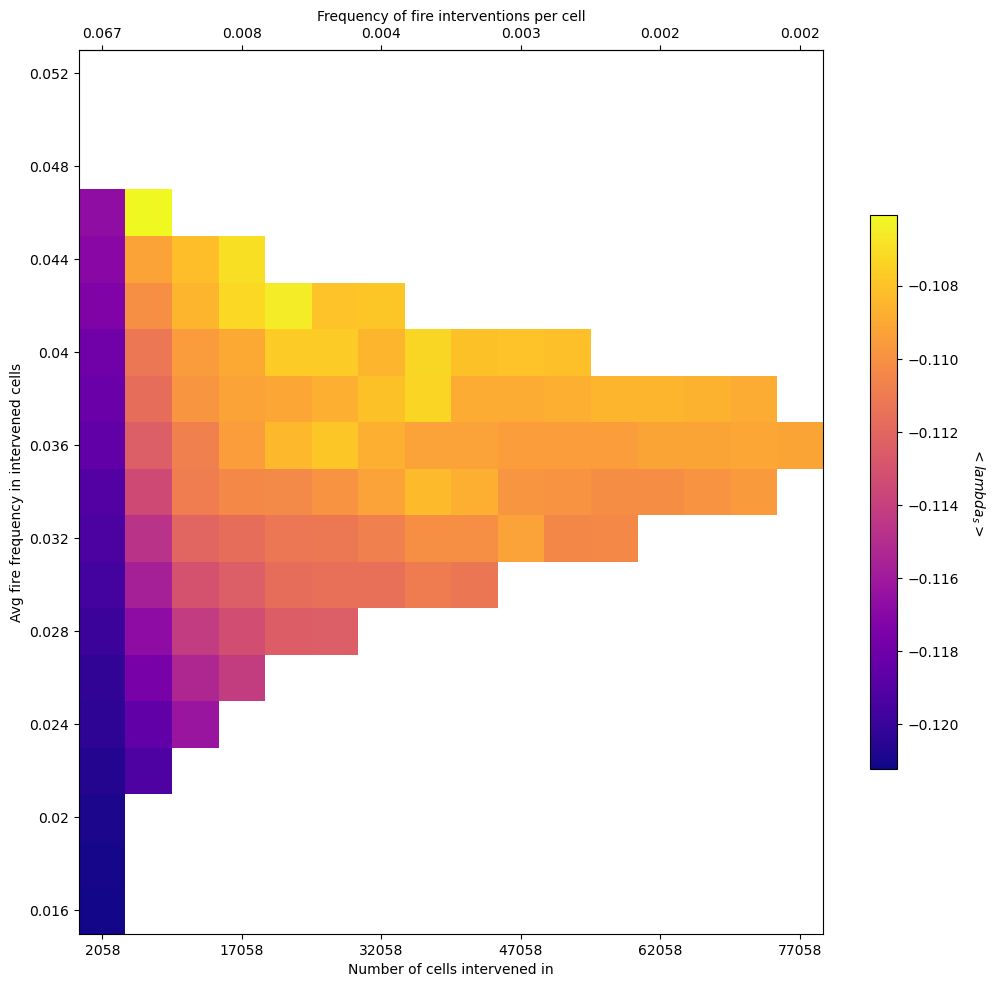 Frequency of fire interventions per cell
0.067 0.008 0.004 0.003 0.002 0.002
Avg fire frequency in intervened cells
0.052
0.048
0.044
0.04
0.036
0.032
0.028
0.024
0.02
0.016
2058 17058 32058 47058 62058 77058
Number of cells intervened in
−0.108
−0.110
−0.112
−0.114
−0.116
−0.118
−0.120
< lambda_s >